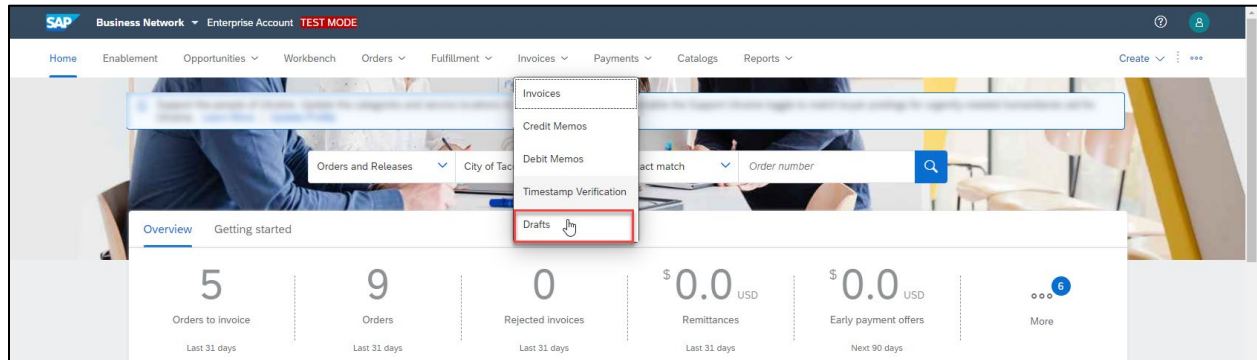 SAP Business Network Enterprise Account TEST MODE
Home Enablement Opportunities Workbench Orders Fulfillment Invoices Payments Catalogs Reports Create
Invoices
Credit Memos
Debit Memos
Timestamp Verification
Drafts
Orders and Releases City of Tac act match Order number
Overview Getting started
5 9 0 $ 0.0 USD $ 0.0 USD 6
Orders to invoice Orders Rejected invoices Remittances Early payment offers More
Last 31 days Last 31 days Last 31 days Last 31 days Next 90 days